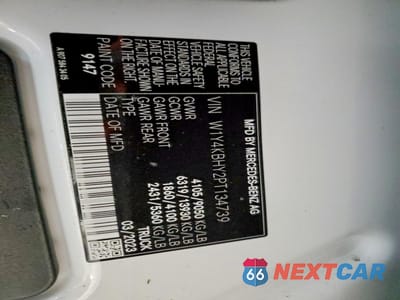 MFD BY MERCEDES-BENZ AG
VIN W1Y4KBHY2PT134739
GVWR 4105/9050 KG/LB
GCWR 6319/13930 KG/LB
GAWR FRONT 1860/4100 KG/LB
GAWR REAR 2431/5360 KG/LB
TYPE TRUCK
03/2023
THIS VEHICLE CONFORMS TO
ALL APPLICABLE
FEDERAL MOTOR
VEHICLE SAFETY STANDARDS IN
EFFECT ON THE DATE OF MANU-
FACTURE SHOWN
ON THE RIGHT.
PAINT CODE
9147
66 NEXTCAR